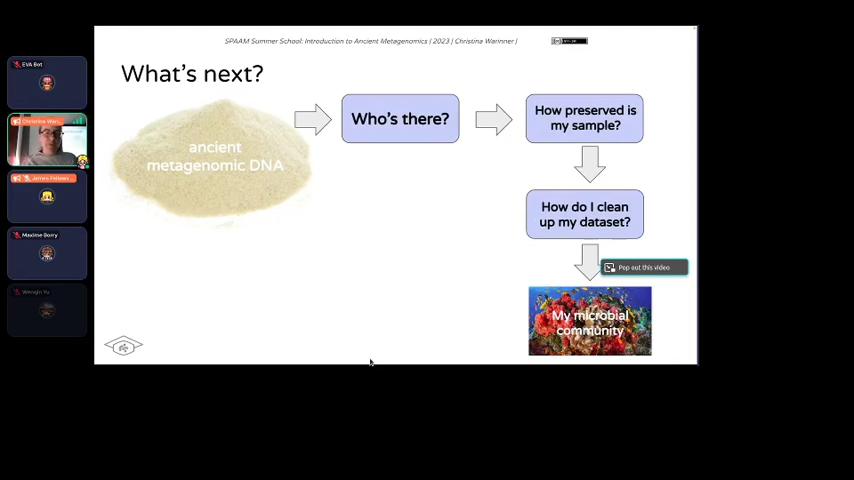 SPAAM Summer School: Introduction to Ancient Metagenomics | 2023 | Christina Warinner |
What's next?
EVA Bot
Christina War...
James Fellows...
Maxime Borry
Wenqin Yu
ancient
metagenomic DNA
Who's there?
How preserved is
my sample?
How do I clean
up my dataset?
Pop out this video
My microbial
community